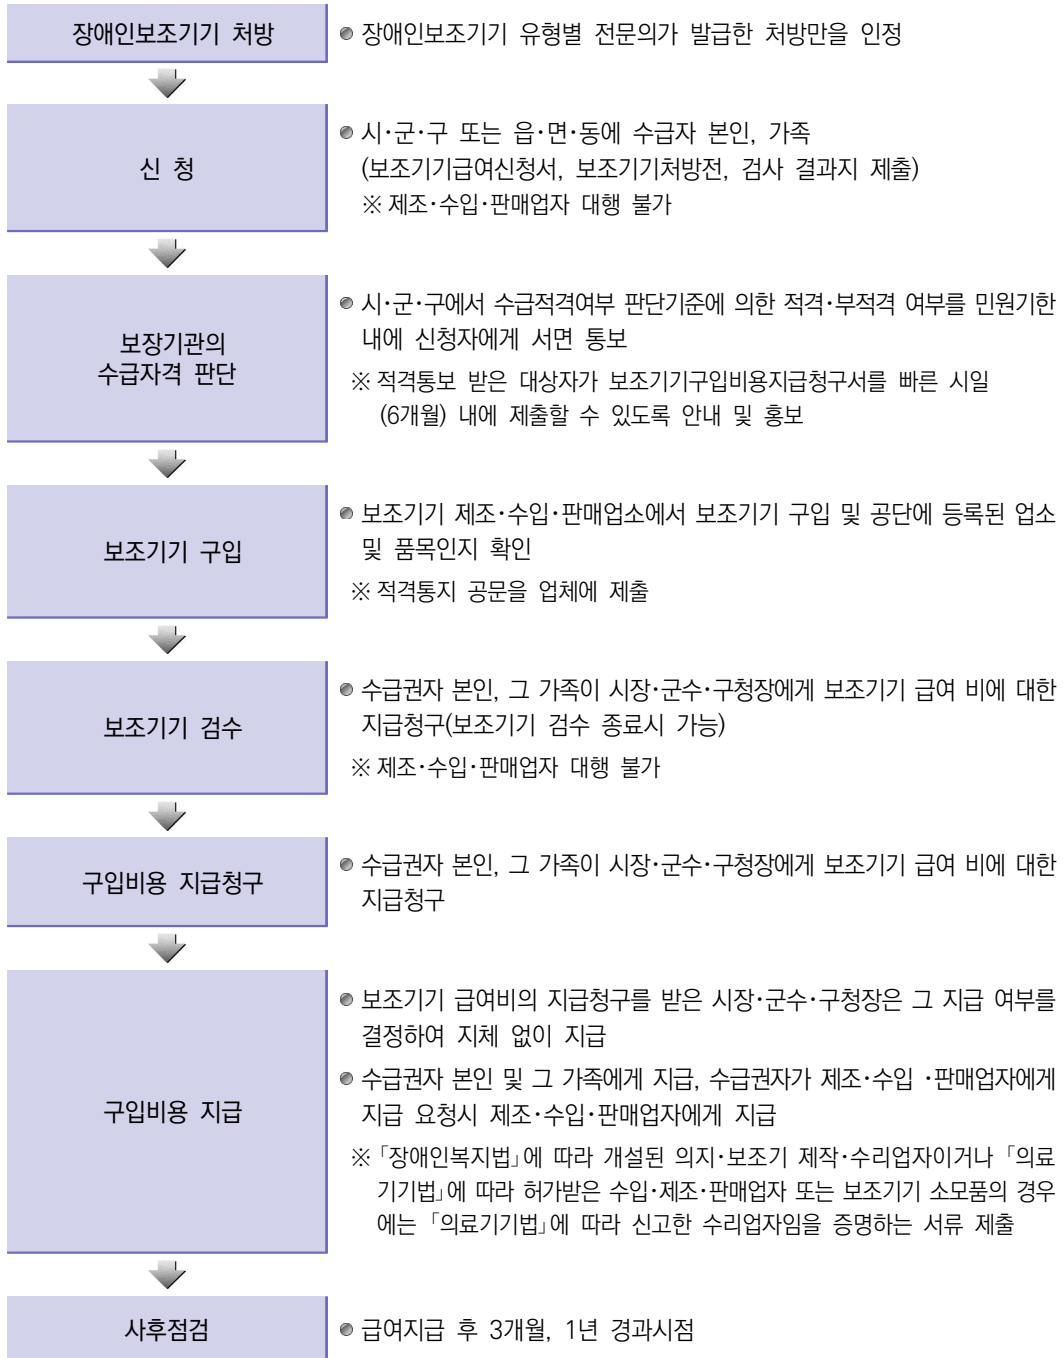 장애인보조기기 처방
장애인보조기기 유형별 전문의가 발급한 처방만을 인정
신 청
시·군·구 또는 읍·면·동에 수급자 본인, 가족
(보조기기급여신청서, 보조기기처방전, 검사 결과지 제출)
※ 제조·수입·판매업자 대행 불가
보장기관의
수급자격 판단
시·군·구에서 수급적격여부 판단기준에 의한 적격·부적격 여부를 민원기한
내에 신청자에게 서면 통보
※ 적격통보 받은 대상자가 보조기기구입비용지급청구서를 빠른 시일
(6개월) 내에 제출할 수 있도록 안내 및 홍보
보조기기 구입
보조기기 제조·수입·판매업소에서 보조기기 구입 및 공단에 등록된 업소
및 품목인지 확인
※ 적격통지 공문을 업체에 제출
보조기기 검수
수급권자 본인, 그 가족이 시장·군수·구청장에게 보조기기 급여 비에 대한
지급청구(보조기기 검수 종료시 가능)
※ 제조·수입·판매업자 대행 불가
구입비용 지급청구
수급권자 본인, 그 가족이 시장·군수·구청장에게 보조기기 급여 비에 대한
지급청구
구입비용 지급
보조기기 급여비의 지급청구를 받은 시장·군수·구청장은 그 지급 여부를
결정하여 지체 없이 지급
수급권자 본인 및 그 가족에게 지급, 수급권자가 제조·수입 ·판매업자에게
지급 요청시 제조·수입·판매업자에게 지급
※ 「장애인복지법」에 따라 개설된 의지·보조기 제작·수리업자이거나 「의료
기기법」에 따라 허가받은 수입·제조·판매업자 또는 보조기기 소모품의 경우
에는 「의료기기법」에 따라 신고한 수리업자임을 증명하는 서류 제출
사후점검
급여지급 후 3개월, 1년 경과시점